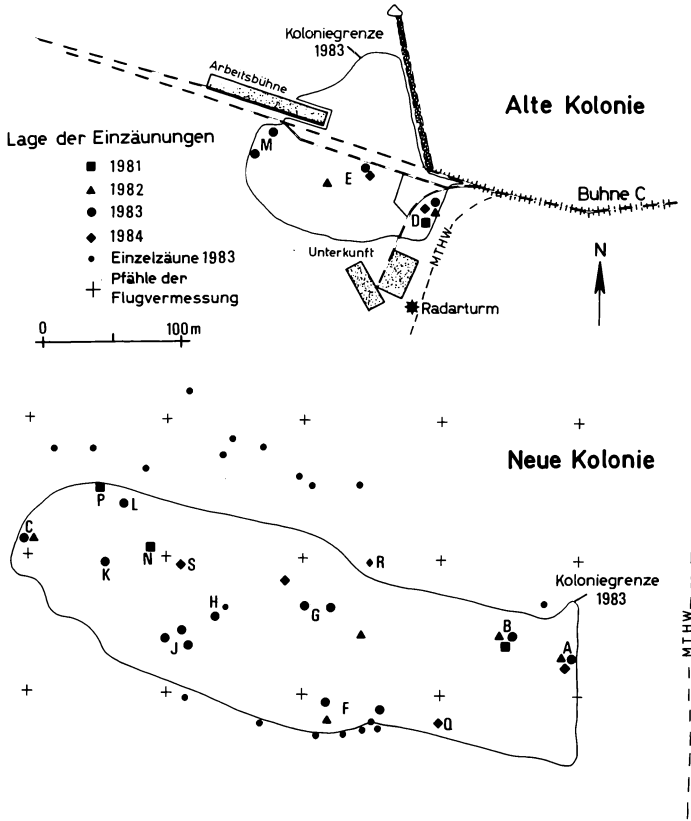 Koloniegrenze
1983
Arbeitsbühne
Alte Kolonie
Lage der Einzäunungen
1981
1982
1983
1984
Einzelzäune 1983
Pfähle der
Flugvermessung
0 100m
M
E
D
Buhne C
MTHW
Unterkunft
N
Radarturm
Neue Kolonie
P
L
C
N
K
S
R
H
G
J
F
Q
B
A
Koloniegrenze
1983
MTHW